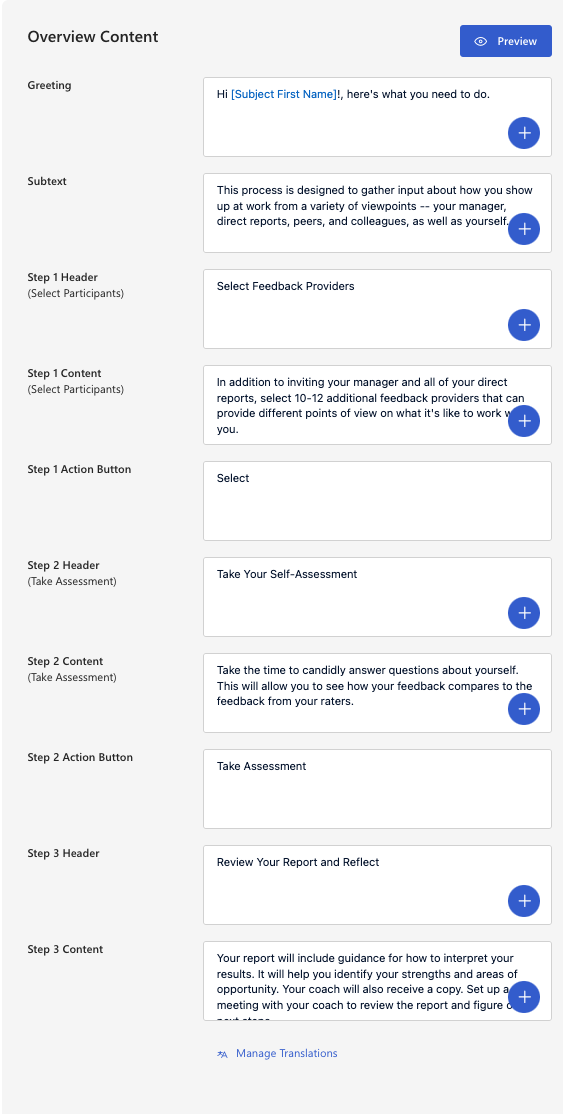 Overview Content
Preview
Greeting
Hi [Subject First Name]!, here's what you need to do.
Subtext
This process is designed to gather input about how you show
up at work from a variety of viewpoints -- your manager,
direct reports, peers, and colleagues, as well as yourself.
Step 1 Header
(Select Participants)
Select Feedback Providers
Step 1 Content
(Select Participants)
In addition to inviting your manager and all of your direct
reports, select 10-12 additional feedback providers that can
provide different points of view on what it's like to work
you.
Step 1 Action Button
Select
Step 2 Header
(Take Assessment)
Take Your Self-Assessment
Step 2 Content
(Take Assessment)
Take the time to candidly answer questions about yourself.
This will allow you to see how your feedback compares to the
feedback from your raters.
Step 2 Action Button
Take Assessment
Step 3 Header
Review Your Report and Reflect
Step 3 Content
Your report will include guidance for how to interpret your
results. It will help you identify your strengths and areas of
opportunity. Your coach will also receive a copy. Set up a
meeting with your coach to review the report and figure
next steps
Manage Translations